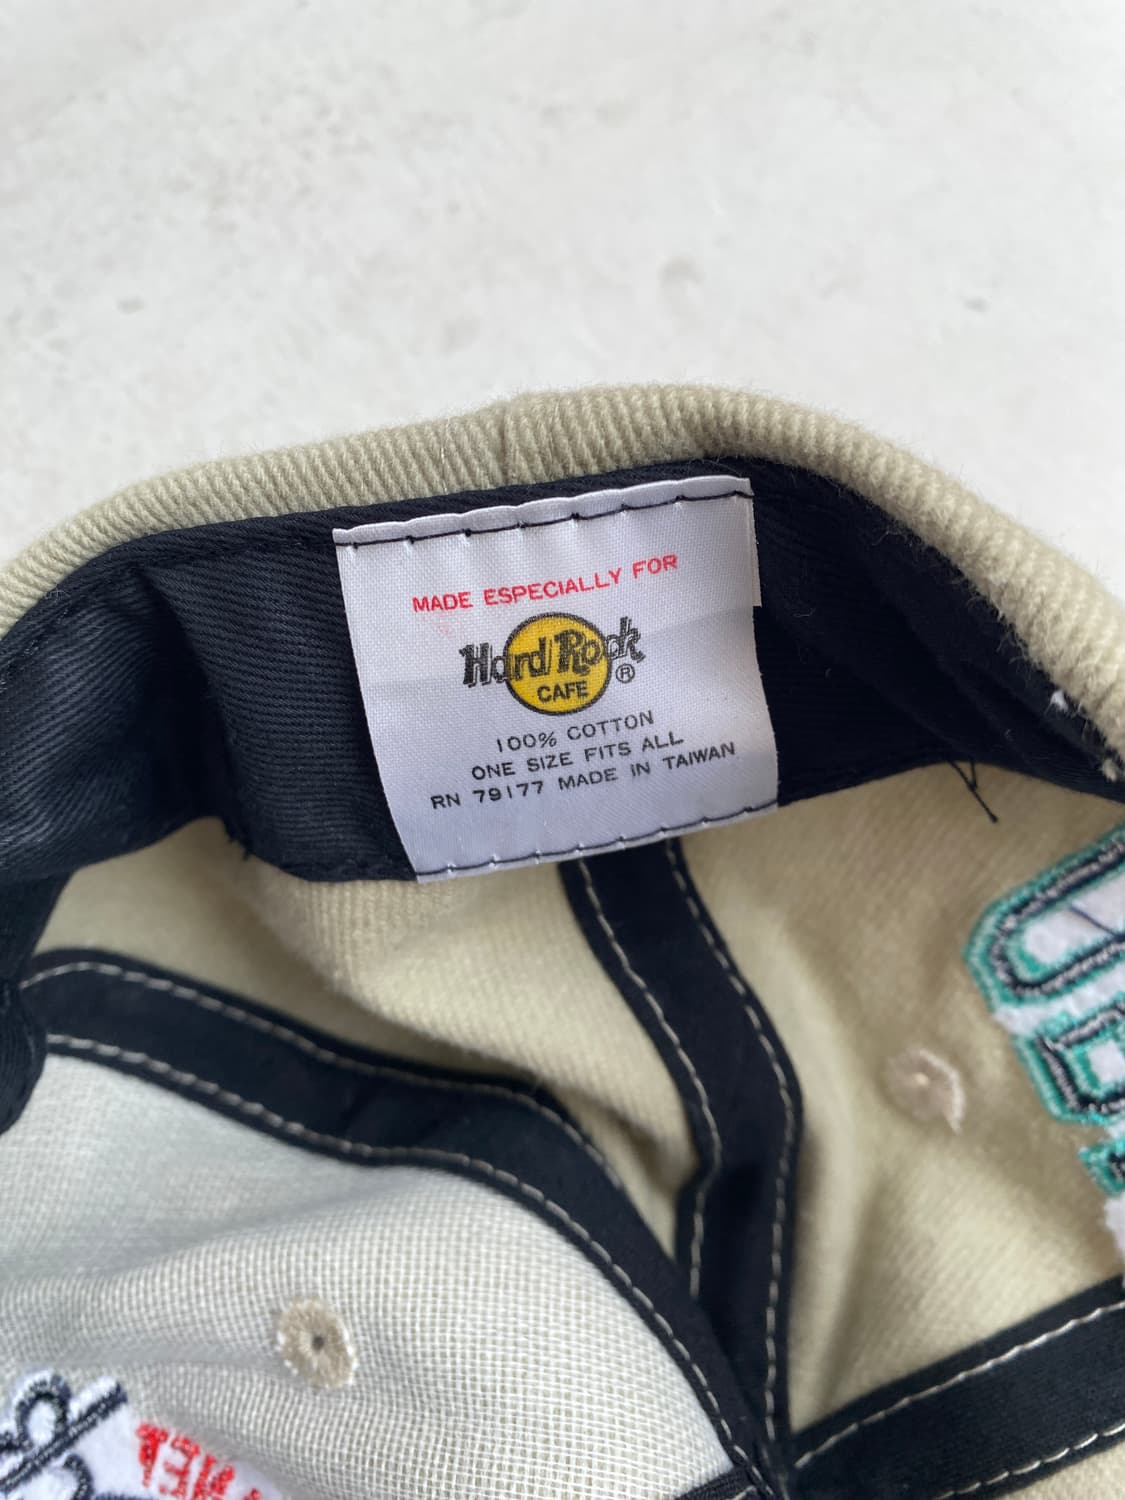 MADE ESPECIALLY FOR
Hard Rock ®
CAFE
100% COTTON
ONE SIZE FITS ALL
RN 79177 MADE IN TAIWAN